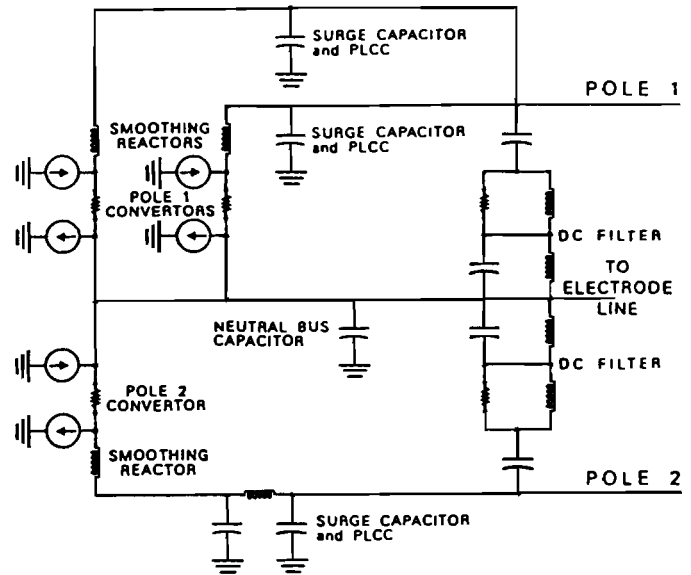 SURGE CAPACITOR
and PLCC
POLE 1
SMOOTHING
REACTORS
SURGE CAPACITOR
and PLCC
POLE 1
CONVERTORS
DC FILTER
TO
ELECTRODE
LINE
NEUTRAL BUS
CAPACITOR
DC FILTER
POLE 2
CONVERTOR
SMOOTHING
REACTOR
POLE 2
SURGE CAPACITOR
and PLCC